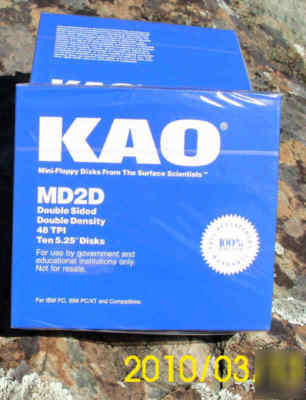 KAO
KAO®
Mini-Floppy Disks From The Surface Scientists™
MD2D
Double Sided
Double Density
48 TPI
Ten 5.25" Disks
For use by government and
educational institutions only.
Not for resale.
100%
For IBM PC, IBM PC/XT and Compatibles.
2010/03/